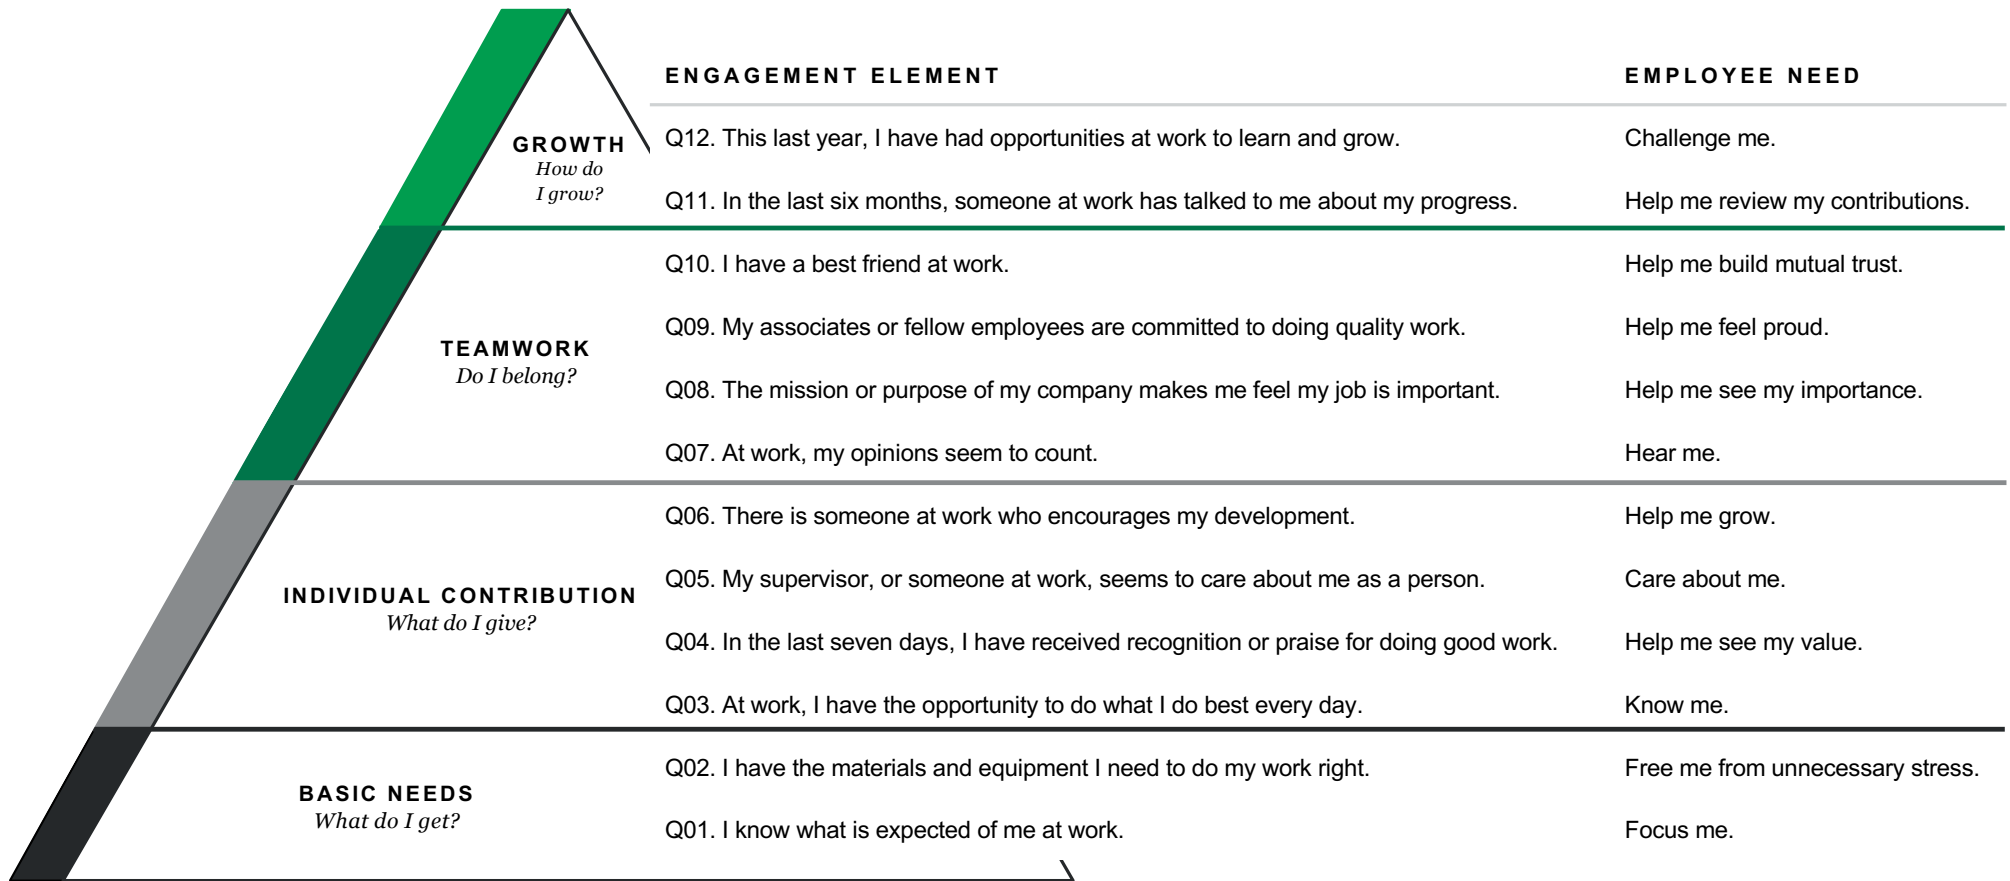 ENGAGEMENT ELEMENT EMPLOYEE NEED
GROWTH
How do
I grow?
Q12. This last year, I have had opportunities at work to learn and grow. Challenge me.
Q11. In the last six months, someone at work has talked to me about my progress. Help me review my contributions.
TEAMWORK
Do I belong?
Q10. I have a best friend at work. Help me build mutual trust.
Q09. My associates or fellow employees are committed to doing quality work. Help me feel proud.
Q08. The mission or purpose of my company makes me feel my job is important. Help me see my importance.
Q07. At work, my opinions seem to count. Hear me.
INDIVIDUAL CONTRIBUTION
What do I give?
Q06. There is someone at work who encourages my development. Help me grow.
Q05. My supervisor, or someone at work, seems to care about me as a person. Care about me.
Q04. In the last seven days, I have received recognition or praise for doing good work. Help me see my value.
Q03. At work, I have the opportunity to do what I do best every day. Know me.
BASIC NEEDS
What do I get?
Q02. I have the materials and equipment I need to do my work right. Free me from unnecessary stress.
Q01. I know what is expected of me at work. Focus me.